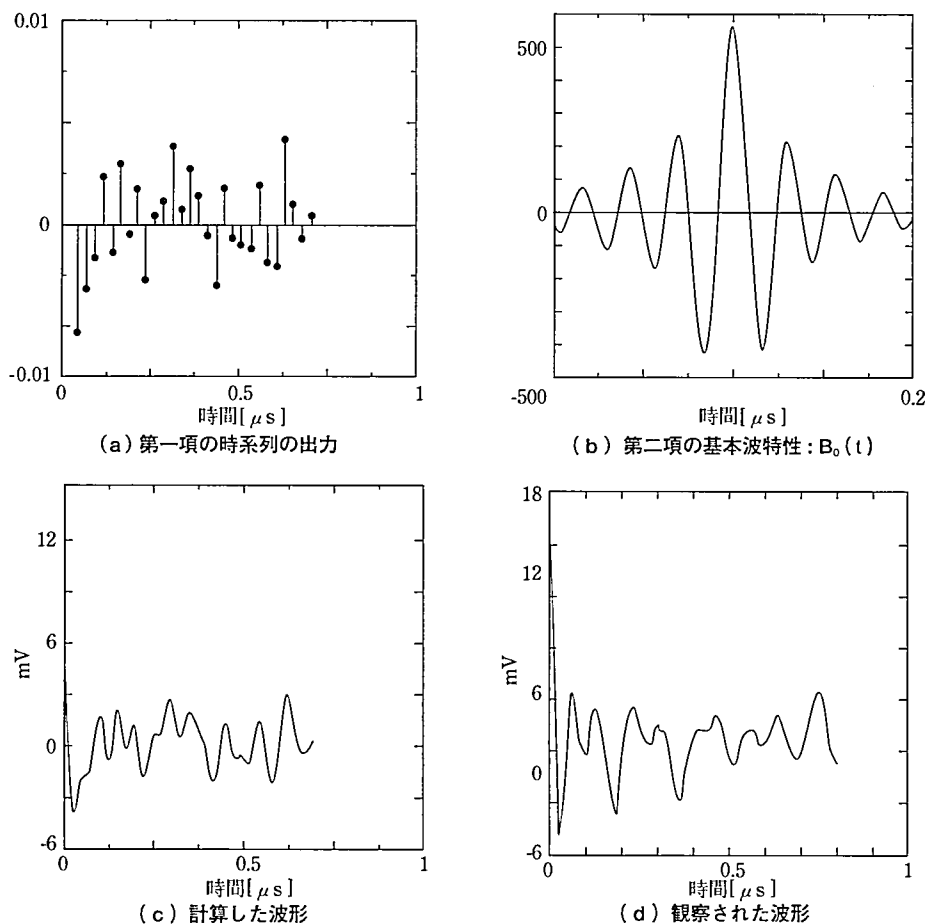 0.01
0
-0.01
0
0.5
1
時間[μs]
(a)第一項の時系列の出力
500
0
-500
0.2
時間[μs]
(b)第二項の基本波特性:B₀(t)
12
6
mV
0
-6
0
0.5
1
時間[μs]
(c)計算した波形
18
12
6
mV
0
-6
0
0.5
1
時間[μs]
(d)観察された波形